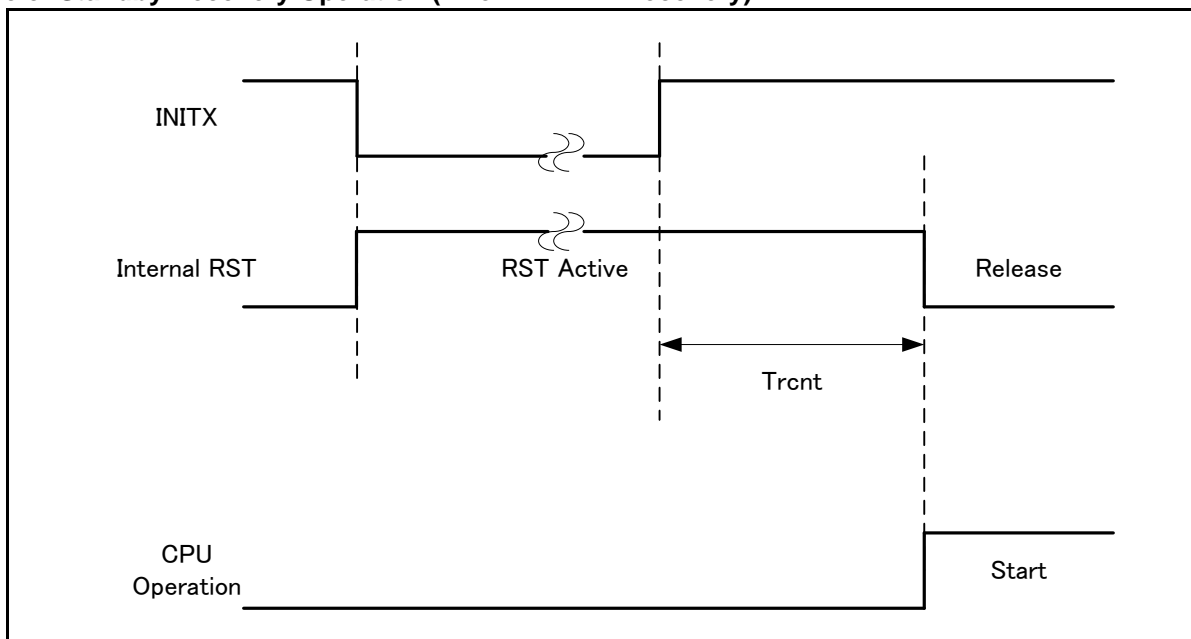 INITX
Internal RST
RST Active
Release
Trcnt
CPU
Operation
Start